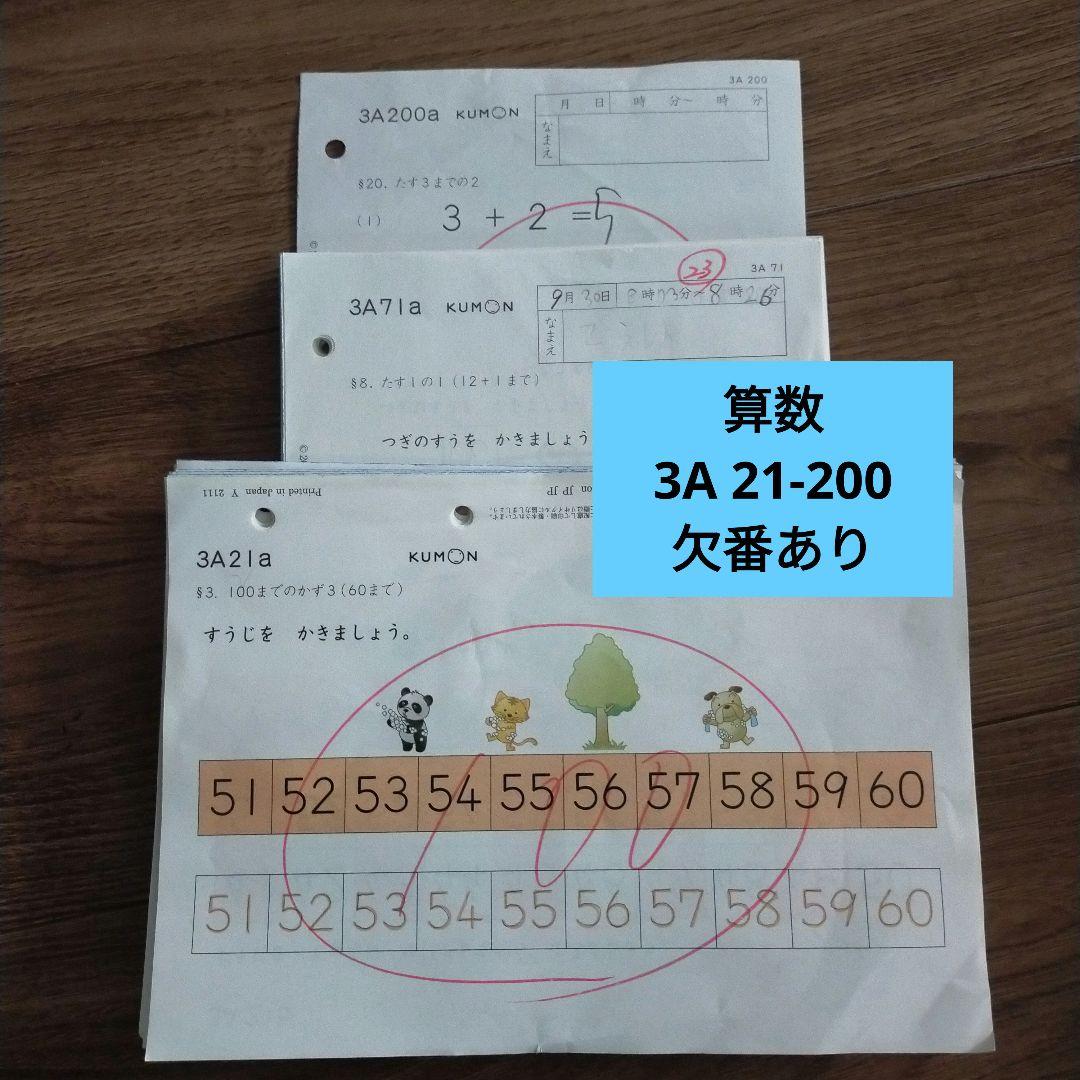 3A 200
3A200a KUMON
月 日 時 分〜 時 分
なまえ
§20. たす3までの2
(1) 3 + 2 =5
23
3A 71
3A71a KUMON
9月30日 8時 分〜8時26分
なまえ
§8. たす1の1(12+1まで)
つぎのすうを かきましょう
算数
3A 21-200
欠番あり
Printed in Japan Y 2111
on JP JP
3A21a KUMON
§3. 100までのかず3(60まで)
すうじを かきましょう。
100
51 52 53 54 55 56 57 58 59 60
51 52 53 54 55 56 57 58 59 60